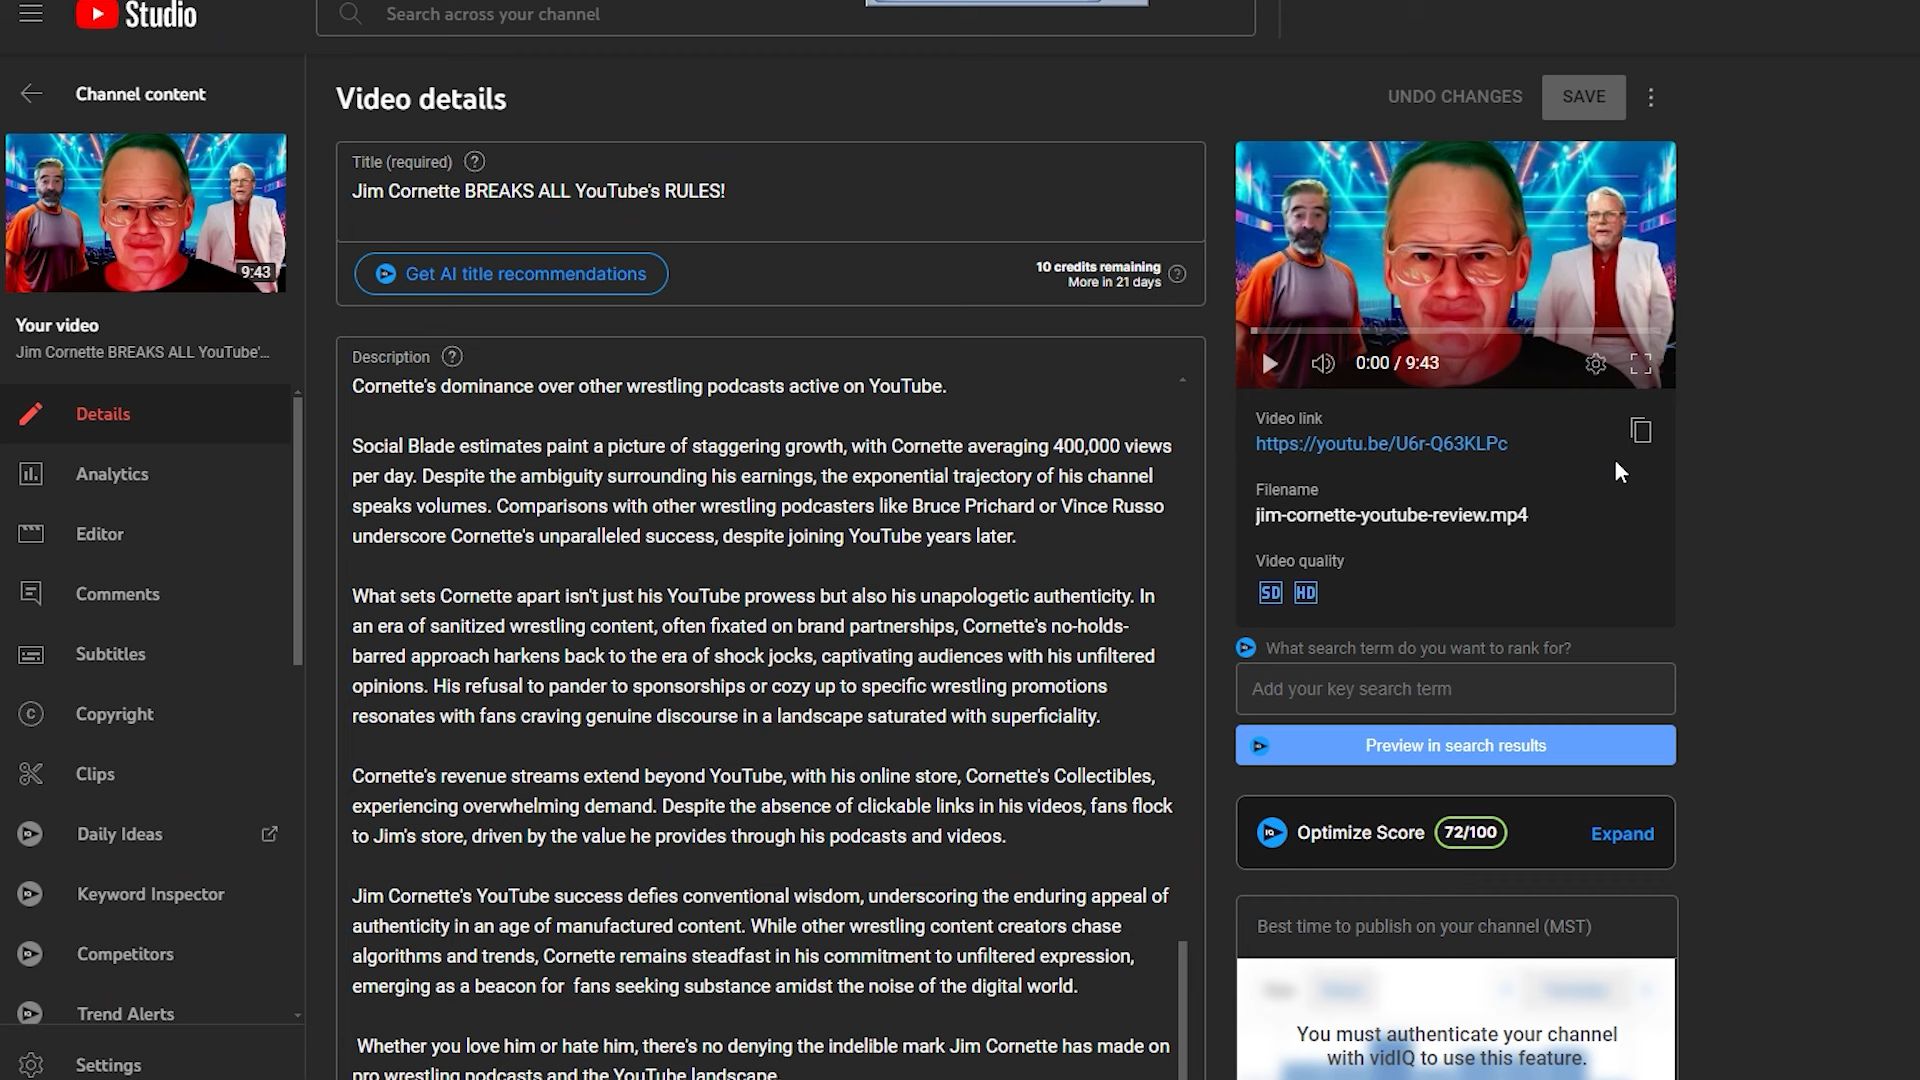 Studio
Search across your channel
Channel content
Video details
UNDO CHANGES
SAVE
9:43
Your video
Jim Cornette BREAKS ALL YouTube'...
Details
Analytics
Editor
Comments
Subtitles
Copyright
Clips
Daily Ideas
Keyword Inspector
Competitors
Trend Alerts
Settings
Title (required)
Jim Cornette BREAKS ALL YouTube's RULES!
Get AI title recommendations
10 credits remaining
More in 21 days
Description
Cornette's dominance over other wrestling podcasts active on YouTube.
Social Blade estimates paint a picture of staggering growth, with Cornette averaging 400,000 views
per day. Despite the ambiguity surrounding his earnings, the exponential trajectory of his channel
speaks volumes. Comparisons with other wrestling podcasters like Bruce Prichard or Vince Russo
underscore Cornette's unparalleled success, despite joining YouTube years later.
What sets Cornette apart isn't just his YouTube prowess but also his unapologetic authenticity. In
an era of sanitized wrestling content, often fixated on brand partnerships, Cornette's no-holds-
barred approach harkens back to the era of shock jocks, captivating audiences with his unfiltered
opinions. His refusal to pander to sponsorships or cozy up to specific wrestling promotions
resonates with fans craving genuine discourse in a landscape saturated with superficiality.
Cornette's revenue streams extend beyond YouTube, with his online store, Cornette's Collectibles,
experiencing overwhelming demand. Despite the absence of clickable links in his videos, fans flock
to Jim's store, driven by the value he provides through his podcasts and videos.
Jim Cornette's YouTube success defies conventional wisdom, underscoring the enduring appeal of
authenticity in an age of manufactured content. While other wrestling content creators chase
algorithms and trends, Cornette remains steadfast in his commitment to unfiltered expression,
emerging as a beacon for fans seeking substance amidst the noise of the digital world.
Whether you love him or hate him, there's no denying the indelible mark Jim Cornette has made on
pro wrestling podcasts and the YouTube landscape.
0:00 / 9:43
Video link
https://youtu.be/U6r-Q63KLPc
Filename
jim-cornette-youtube-review.mp4
Video quality
SD HD
What search term do you want to rank for?
Add your key search term
Preview in search results
Optimize Score 72/100 Expand
Best time to publish on your channel (MST)
You must authenticate your channel
with vidIQ to use this feature.